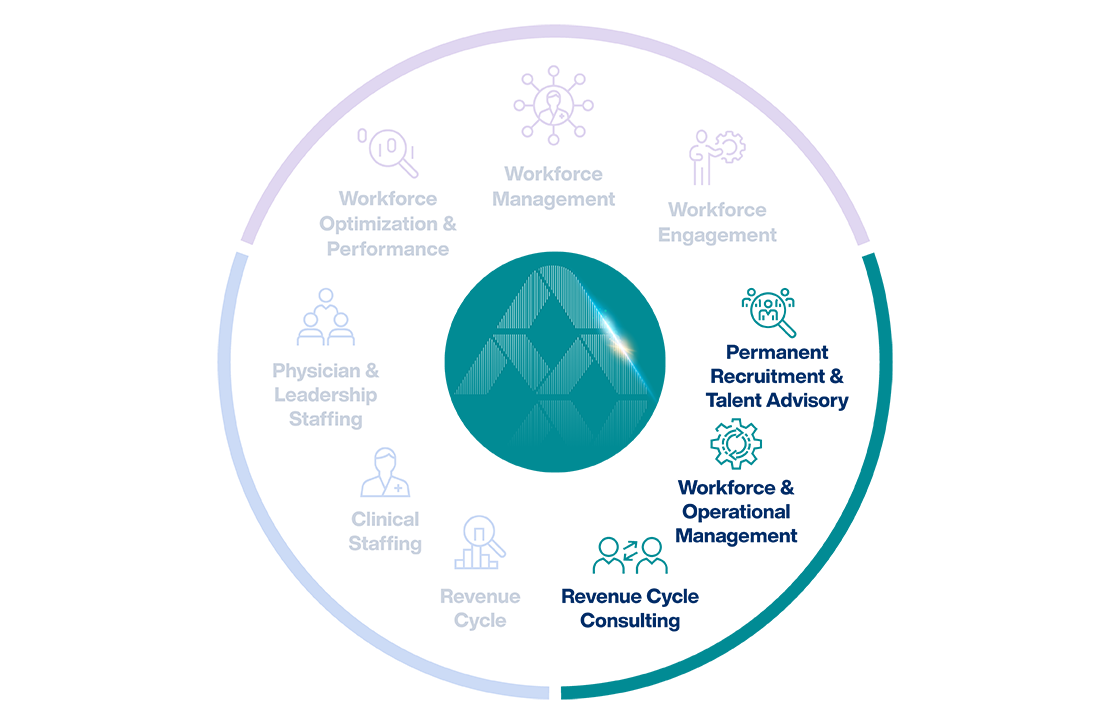 Workforce
Management
Workforce
Optimization &
Performance
Workforce
Engagement
Physician &
Leadership
Staffing
Permanent
Recruitment &
Talent Advisory
Clinical
Staffing
Workforce &
Operational
Management
Revenue
Cycle
Revenue Cycle
Consulting